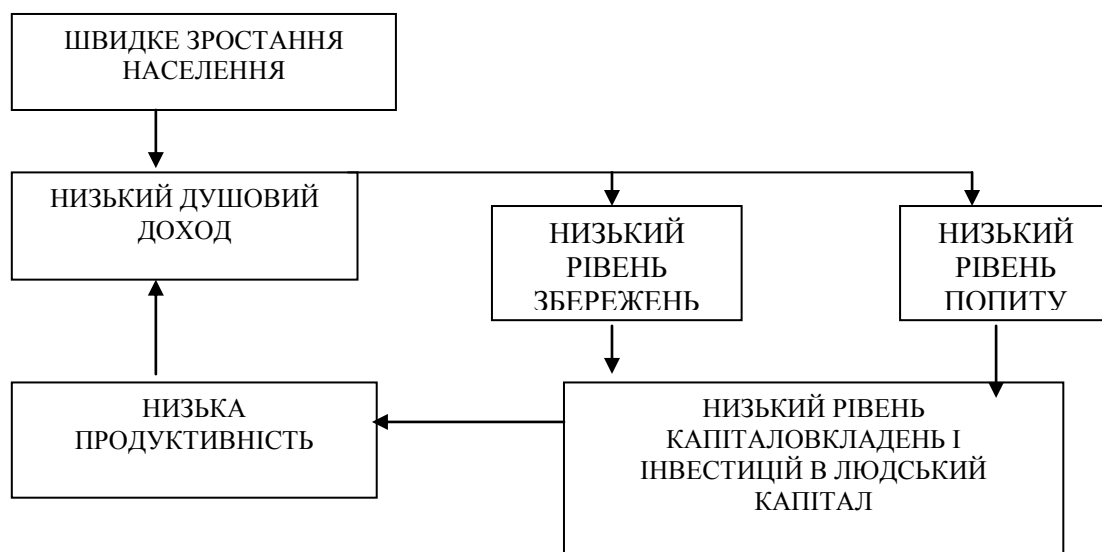 ШВИДКЕ ЗРОСТАННЯ
НАСЕЛЕННЯ
НИЗЬКИЙ ДУШОВИЙ
ДОХОД
НИЗЬКИЙ
РІВЕНЬ
ЗБЕРЕЖЕНЬ
НИЗЬКИЙ
РІВЕНЬ
ПОПИТУ
НИЗЬКА
ПРОДУКТИВНІСТЬ
НИЗЬКИЙ РІВЕНЬ
КАПІТАЛОВКЛАДЕНЬ І
ІНВЕСТИЦІЙ В ЛЮДСЬКИЙ
КАПІТАЛ